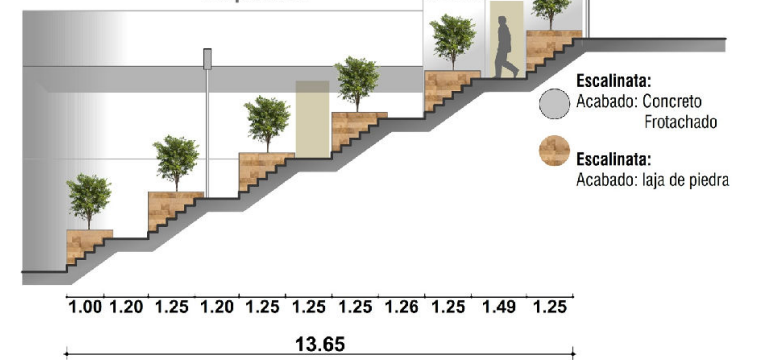 Escalinata:
Acabado: Concreto
Frotachado
Escalinata:
Acabado: laja de piedra
1.00 1.20 1.25 1.20 1.25 1.25 1.25 1.26 1.25 1.49 1.25
13.65